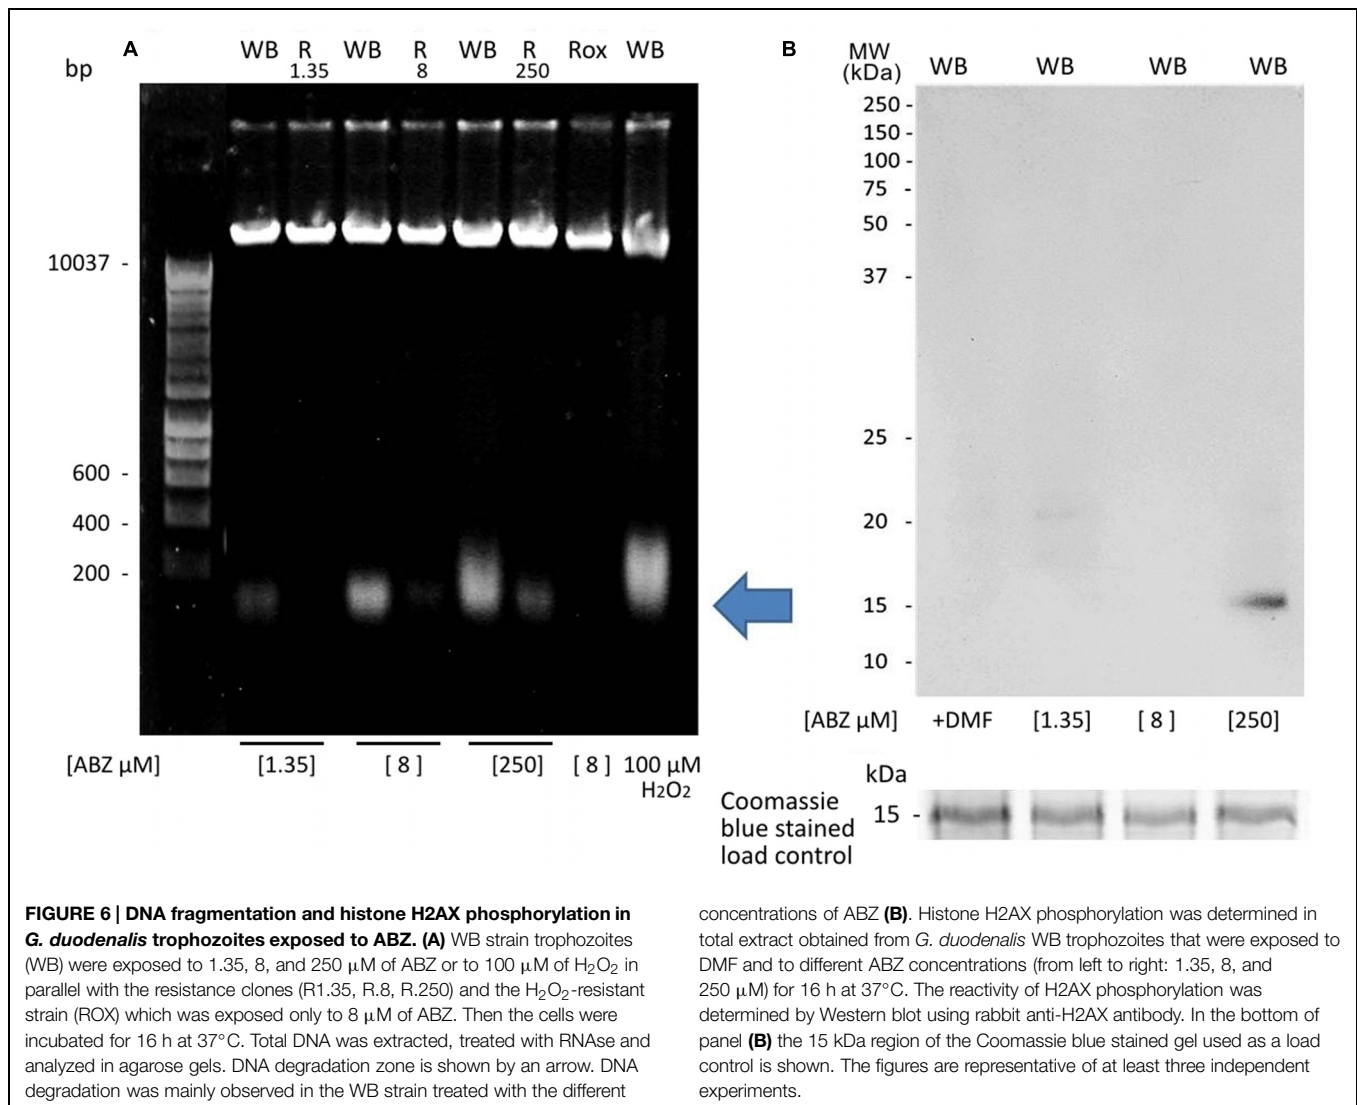 A
bp
WB R WB R WB R Rox WB
1.35 8 250
10037 -
600 -
400 -
200 -
[ABZ µM] [1.35] [ 8 ] [250] [ 8 ] 100 µM
H2O2
B
MW
(kDa)
WB WB WB WB
250 -
150 -
100 -
75 -
50 -
37 -
25 -
20 -
15 -
10 -
[ABZ µM] +DMF [1.35] [ 8 ] [250]
kDa
Coomassie
blue stained
load control
15 -
FIGURE 6 | DNA fragmentation and histone H2AX phosphorylation in
G. duodenalis trophozoites exposed to ABZ. (A) WB strain trophozoites
(WB) were exposed to 1.35, 8, and 250 µM of ABZ or to 100 µM of H2O2 in
parallel with the resistance clones (R1.35, R.8, R.250) and the H2O2-resistant
strain (ROX) which was exposed only to 8 µM of ABZ. Then the cells were
incubated for 16 h at 37°C. Total DNA was extracted, treated with RNAse and
analyzed in agarose gels. DNA degradation zone is shown by an arrow. DNA
degradation was mainly observed in the WB strain treated with the different
concentrations of ABZ (B). Histone H2AX phosphorylation was determined in
total extract obtained from G. duodenalis WB trophozoites that were exposed to
DMF and to different ABZ concentrations (from left to right: 1.35, 8, and
250 µM) for 16 h at 37°C. The reactivity of H2AX phosphorylation was
determined by Western blot using rabbit anti-H2AX antibody. In the bottom of
panel (B) the 15 kDa region of the Coomassie blue stained gel used as a load
control is shown. The figures are representative of at least three independent
experiments.